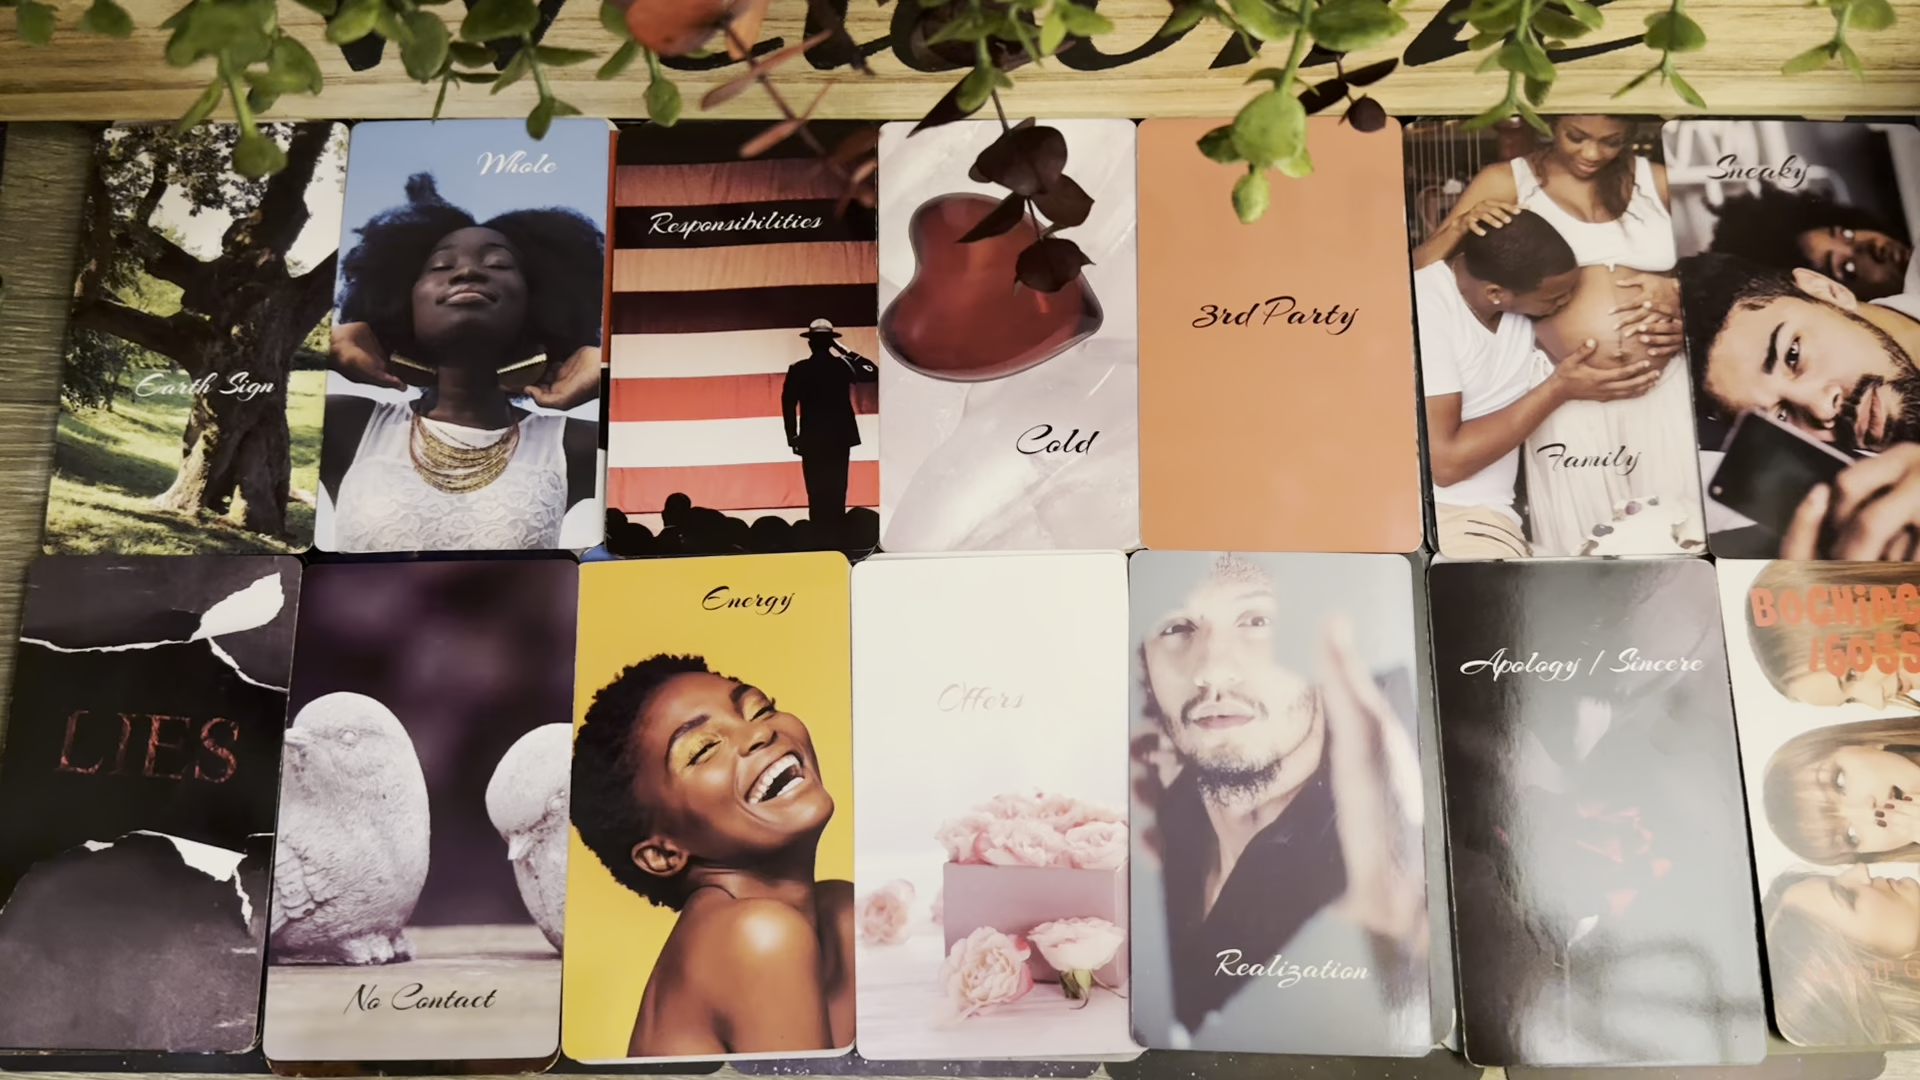 Earth Sign
Whole
Responsibilities
Cold
3rd Party
Family
Sneaky
LIES
No Contact
Energy
Offers
Realization
Apology / Sincere